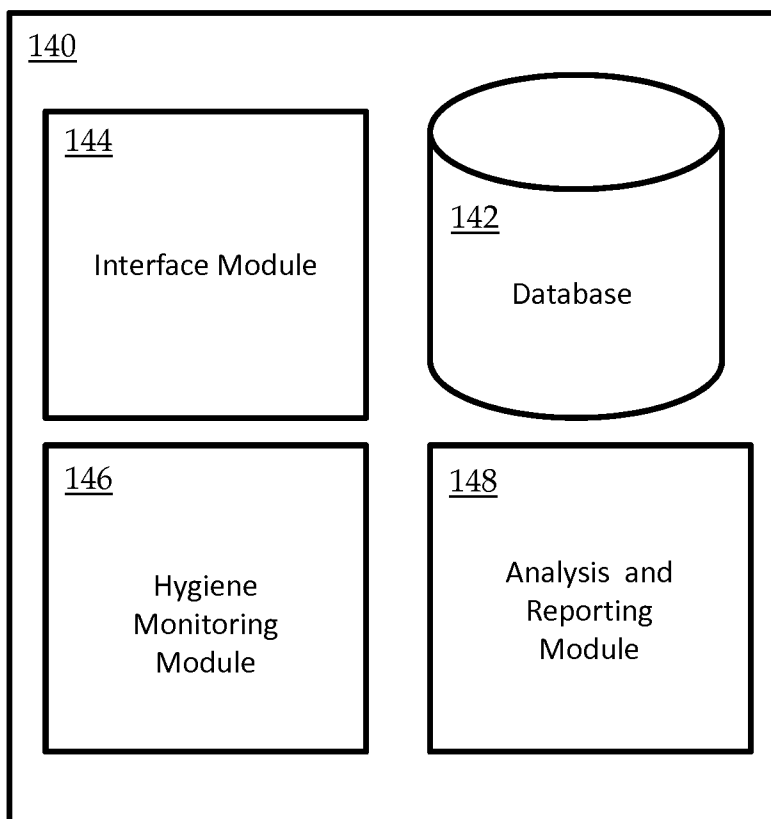 140
144
Interface Module
142
Database
146
Hygiene
Monitoring
Module
148
Analysis and
Reporting
Module